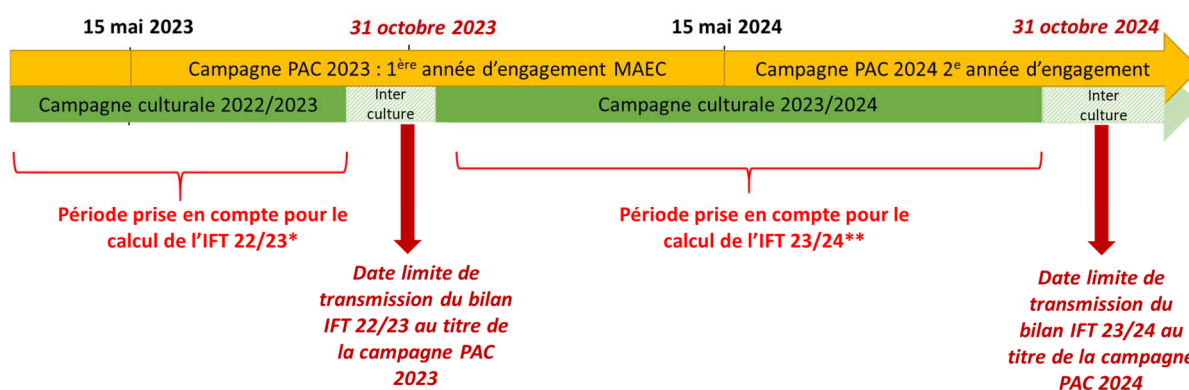 15 mai 2023
31 octobre 2023
15 mai 2024
31 octobre 2024
Campagne PAC 2023 : 1ère année d'engagement MAEC
Campagne PAC 2024 2e année d'engagement
Campagne culturale 2022/2023
Inter
culture
Campagne culturale 2023/2024
Inter
culture
Période prise en compte pour le
calcul de l'IFT 22/23*
Période prise en compte pour le
calcul de l'IFT 23/24**
Date limite de
transmission du bilan
IFT 22/23 au titre de
la campagne PAC
2023
Date limite de
transmission du
bilan IFT 23/24 au
titre de la campagne
PAC 2024